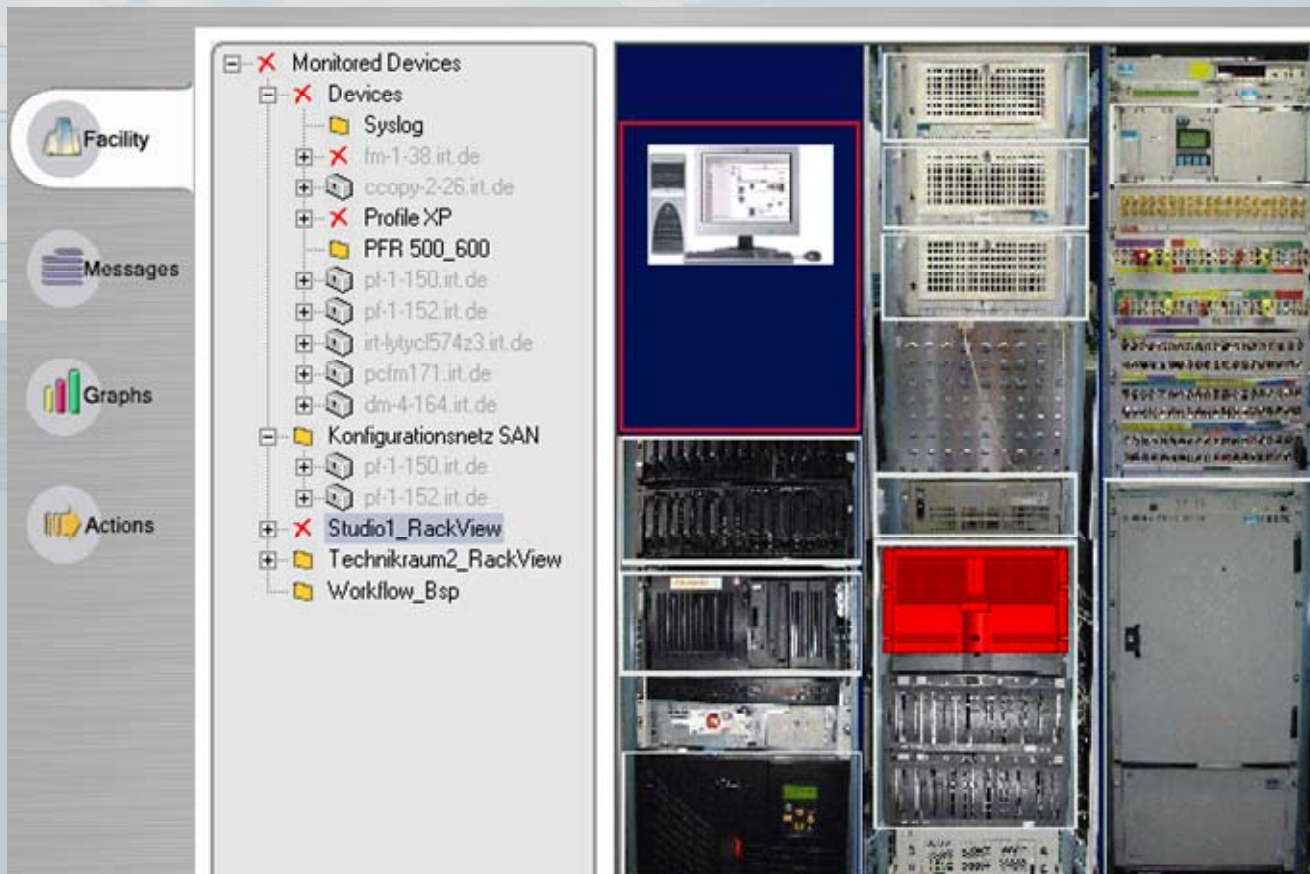 Facility
Messages
Graphs
Actions
Monitored Devices
Devices
Syslog
fm-1-38.irt.de
ccopy-2-26.irt.de
Profile XP
PFR 500_600
pf-1-150.irt.de
pf-1-152.irt.de
irt-lytycl574z3.irt.de
pcfm171.irt.de
dm-4-164.irt.de
Konfigurationsnetz SAN
pf-1-150.irt.de
pf-1-152.irt.de
Studio1_RackView
Technikraum2_RackView
Workflow_Bsp